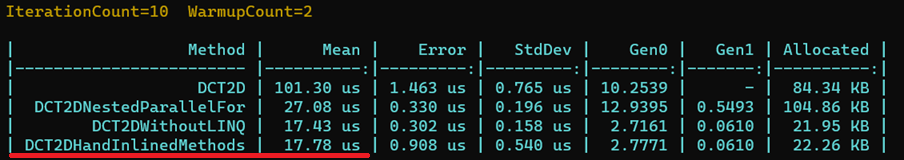 IterationCount=10  WarmupCount=2
|                 Method |      Mean |    Error |   StdDev |    Gen0 |   Gen1 | Allocated |
|----------------------- |----------:|---------:|---------:|--------:|-------:|----------:|
|                  DCT2D | 101.30 us | 1.463 us | 0.765 us | 10.2539 |      – |  84.34 KB |
|   DCT2DNestedParallelFor |  27.08 us | 0.330 us | 0.196 us | 12.9395 | 0.5493 | 104.86 KB |
|       DCT2DWithoutLINQ |  17.43 us | 0.302 us | 0.158 us |  2.7161 | 0.0610 |  21.95 KB |
| DCT2DHandInlinedMethods |  17.78 us | 0.908 us | 0.540 us |  2.7771 | 0.0610 |  22.26 KB |